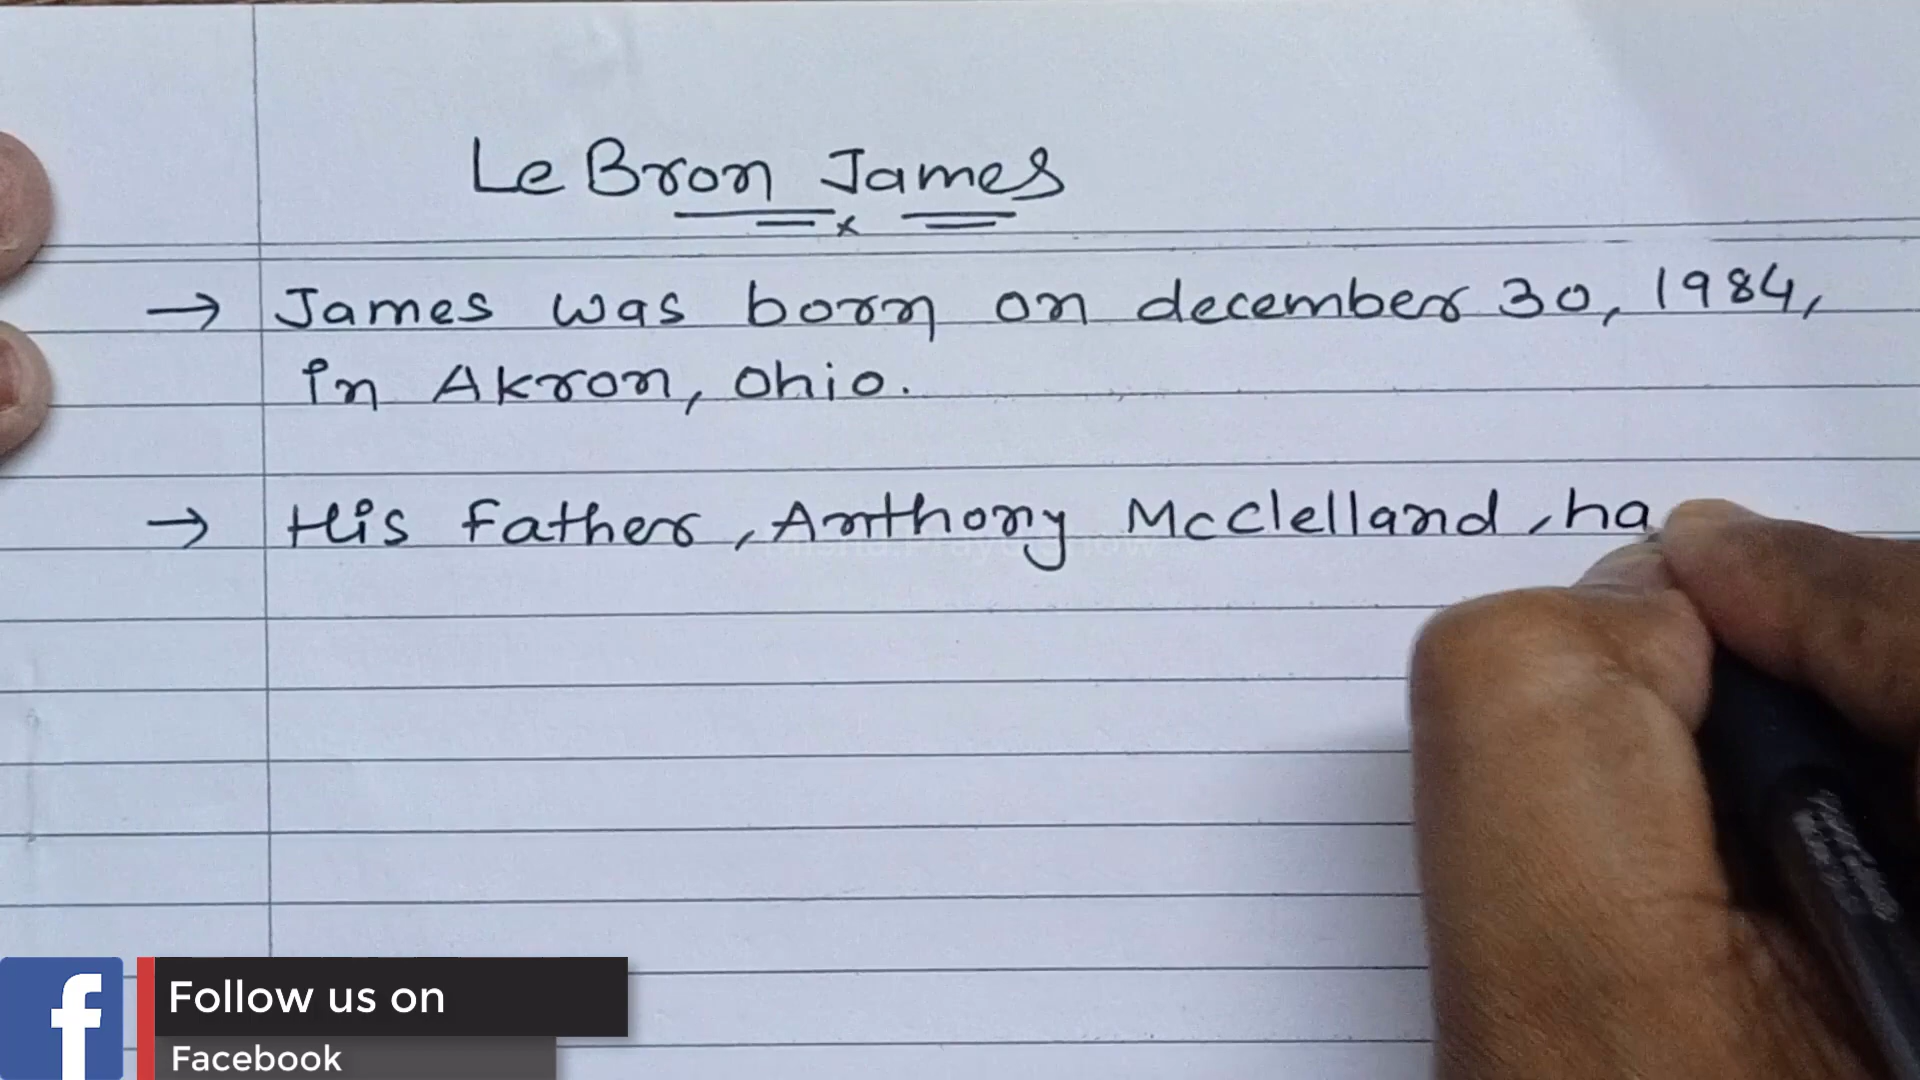 LeBron James
→ James was born on december 30, 1984,
in Akron, Ohio.
→ His Father, Anthony McClelland, ha
Follow us on
Facebook